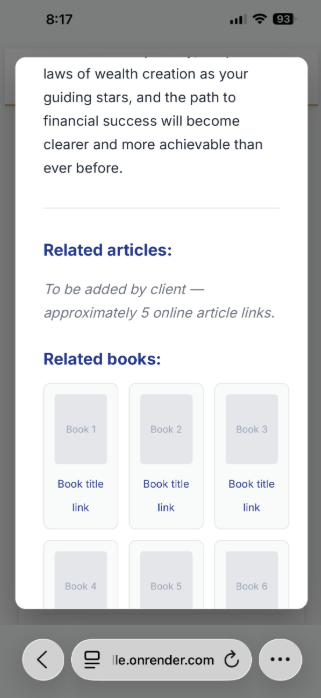 8:17
93
laws of wealth creation as your
guiding stars, and the path to
financial success will become
clearer and more achievable than
ever before.
Related articles:
To be added by client —
approximately 5 online article links.
Related books:
Book 1 Book 2 Book 3
Book title Book title Book title
link link link
Book 4 Book 5 Book 6
le.onrender.com